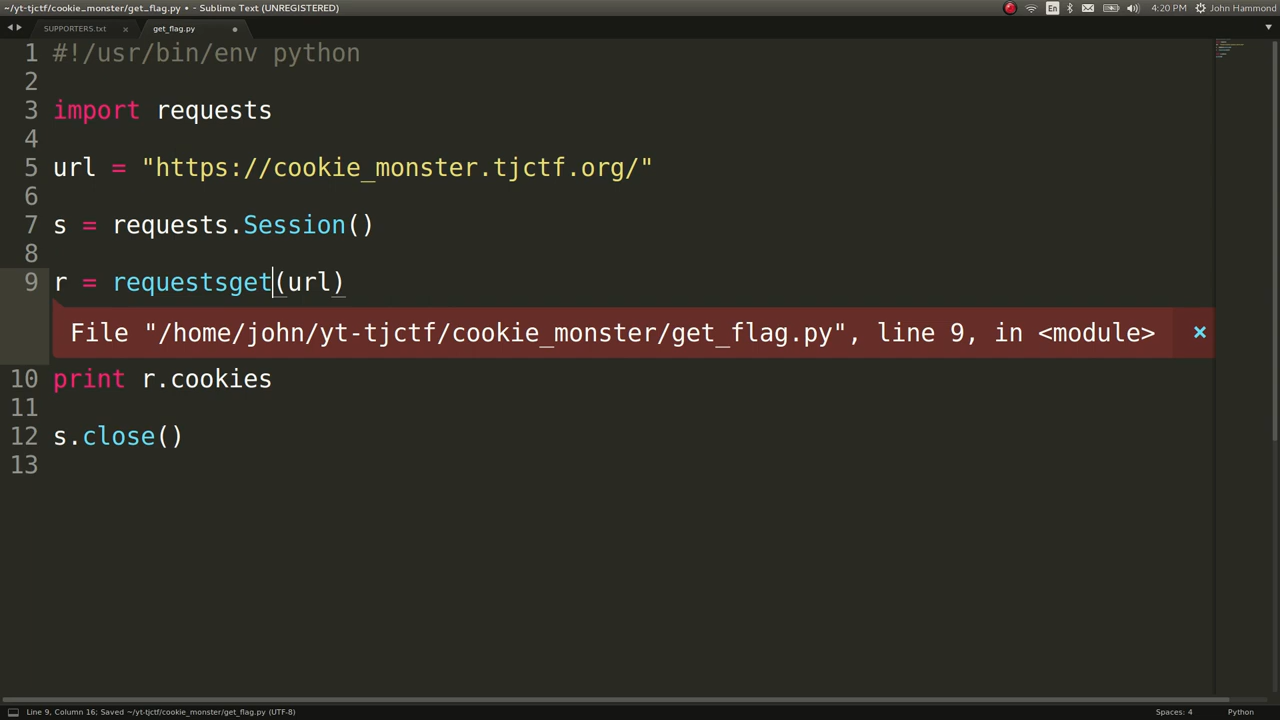 ~/yt-tjctf/cookie_monster/get_flag.py • - Sublime Text (UNREGISTERED)
En
4:20 PM
John Hammond
SUPPORTERS.txt
get_flag.py
1 #!/usr/bin/env python
2
3 import requests
4
5 url = "https://cookie_monster.tjctf.org/"
6
7 s = requests.Session()
8
9 r = requestsget(url)
File "/home/john/yt-tjctf/cookie_monster/get_flag.py", line 9, in <module> ×
10 print r.cookies
11
12 s.close()
13
Line 9, Column 16; Saved ~/yt-tjctf/cookie_monster/get_flag.py (UTF-8)
Spaces: 4
Python